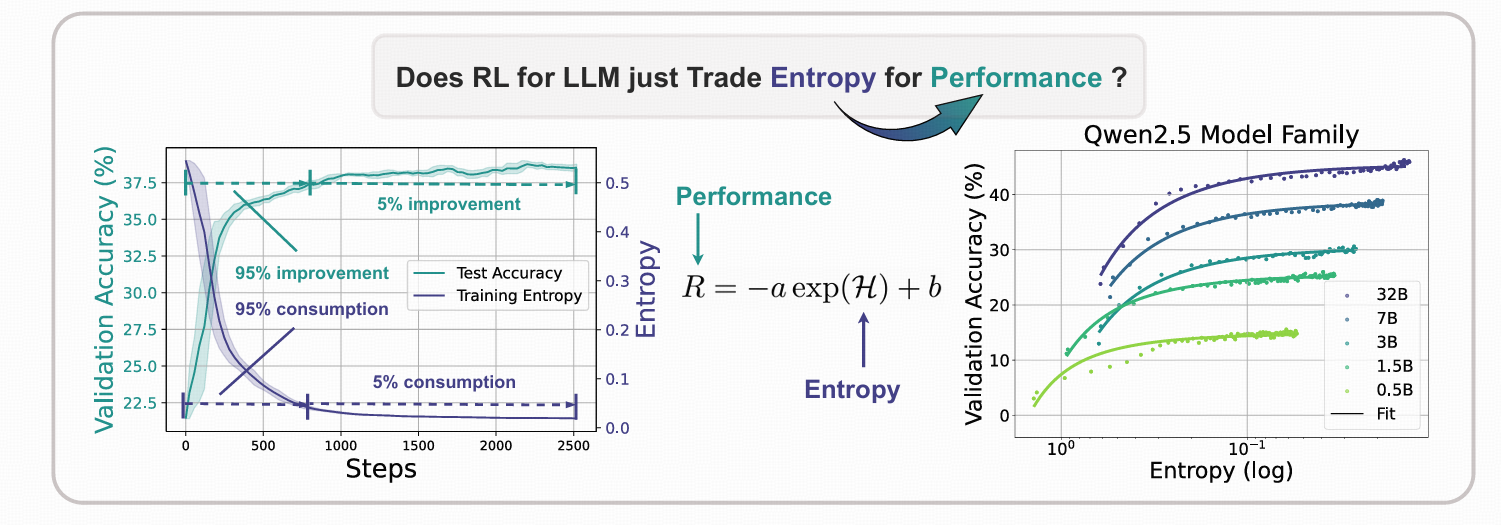 Does RL for LLM just Trade Entropy for Performance ?
Validation Accuracy (%)
37.5
35.0
32.5
30.0
27.5
25.0
22.5
5% improvement
95% improvement
95% consumption
5% consumption
Test Accuracy
Training Entropy
0.5
0.4
0.3
0.2
0.1
0.0
Entropy
0
500
1000
1500
2000
2500
Steps
Performance
R = −a exp(ℋ) + b
Entropy
Qwen2.5 Model Family
Validation Accuracy (%)
40
30
20
10
0
32B
7B
3B
1.5B
0.5B
Fit
10⁰
10⁻¹
Entropy (log)